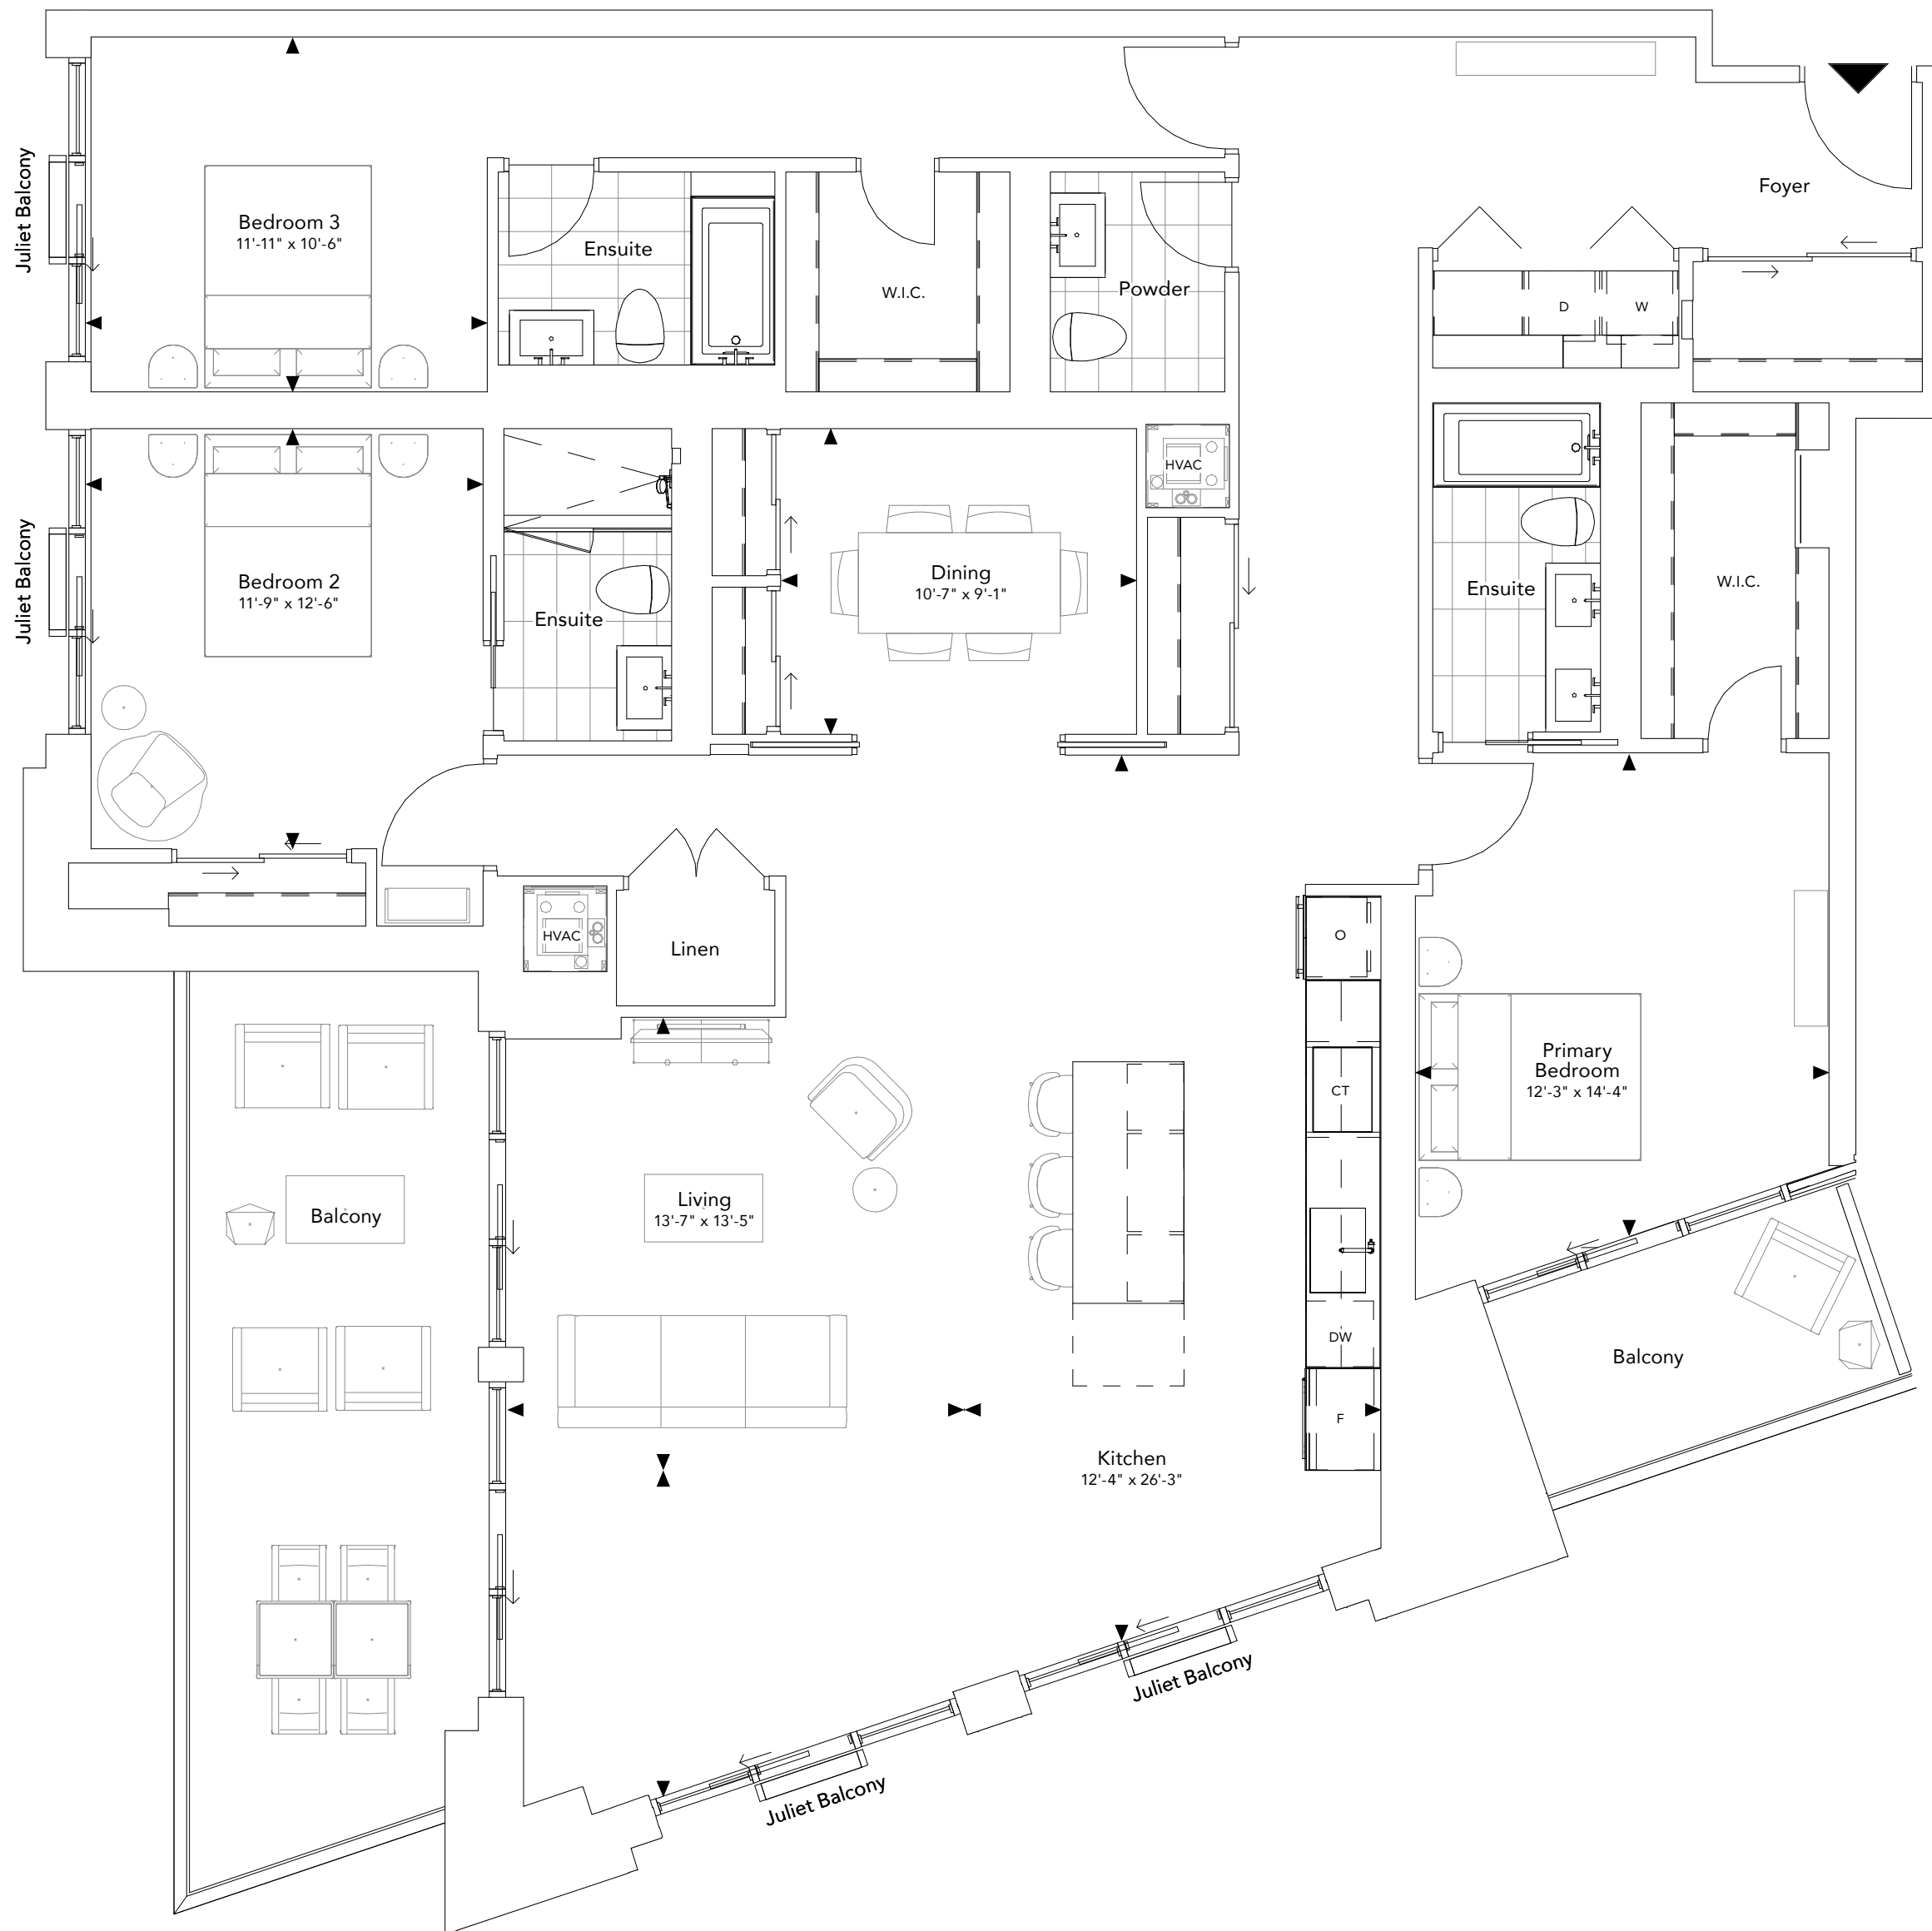 Juliet Balcony
Bedroom 3
11'-11" x 10'-6"
Ensuite
W.I.C.
Powder
Foyer
D
W
Juliet Balcony
Bedroom 2
11'-9" x 12'-6"
Ensuite
Dining
10'-7" x 9'-1"
HVAC
Ensuite
W.I.C.
HVAC
Linen
O
CT
Primary
Bedroom
12'-3" x 14'-4"
Balcony
Living
13'-7" x 13'-5"
DW
F
Kitchen
12'-4" x 26'-3"
Balcony
Juliet Balcony
Juliet Balcony